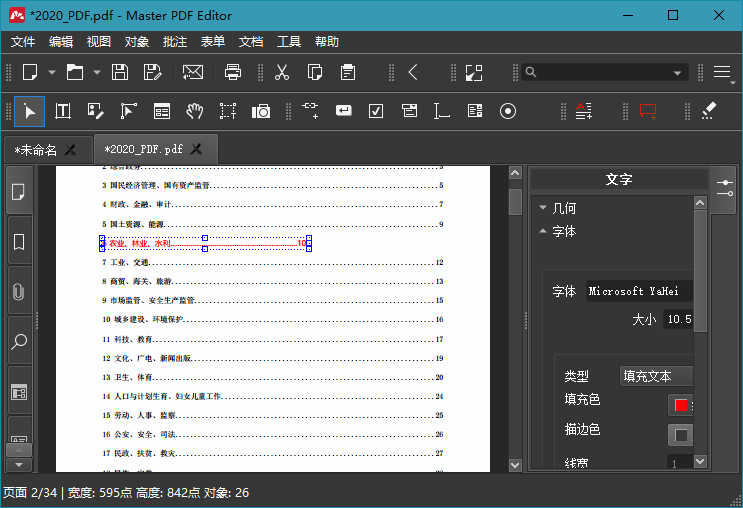 *2020_PDF.pdf - Master PDF Editor
文件 编辑 视图 对象 批注 表单 文档 工具 帮助
*未命名
*2020_PDF.pdf
3 国民经济管理、国有资产监管 5
4 财政、金融、审计 7
5 国土资源、能源 9
6 农业、林业、水利 10
7 工业、交通 12
8 商贸、海关、旅游 13
9 市场监管、安全生产监管 15
10 城乡建设、环境保护 16
11 科技、教育 17
12 文化、广电、新闻出版 19
13 卫生、体育 20
14 人口与计划生育、妇女儿童工作 24
15 劳动、人事、监察 25
16 公安、安全、司法 26
17 民政、扶贫、救灾 27
文字
几何
字体
字体 Microsoft YaHei
大小 10.5
类型 填充文本
填充色
描边色
线宽 1
页面 2/34 | 宽度: 595点 高度: 842点 对象: 26